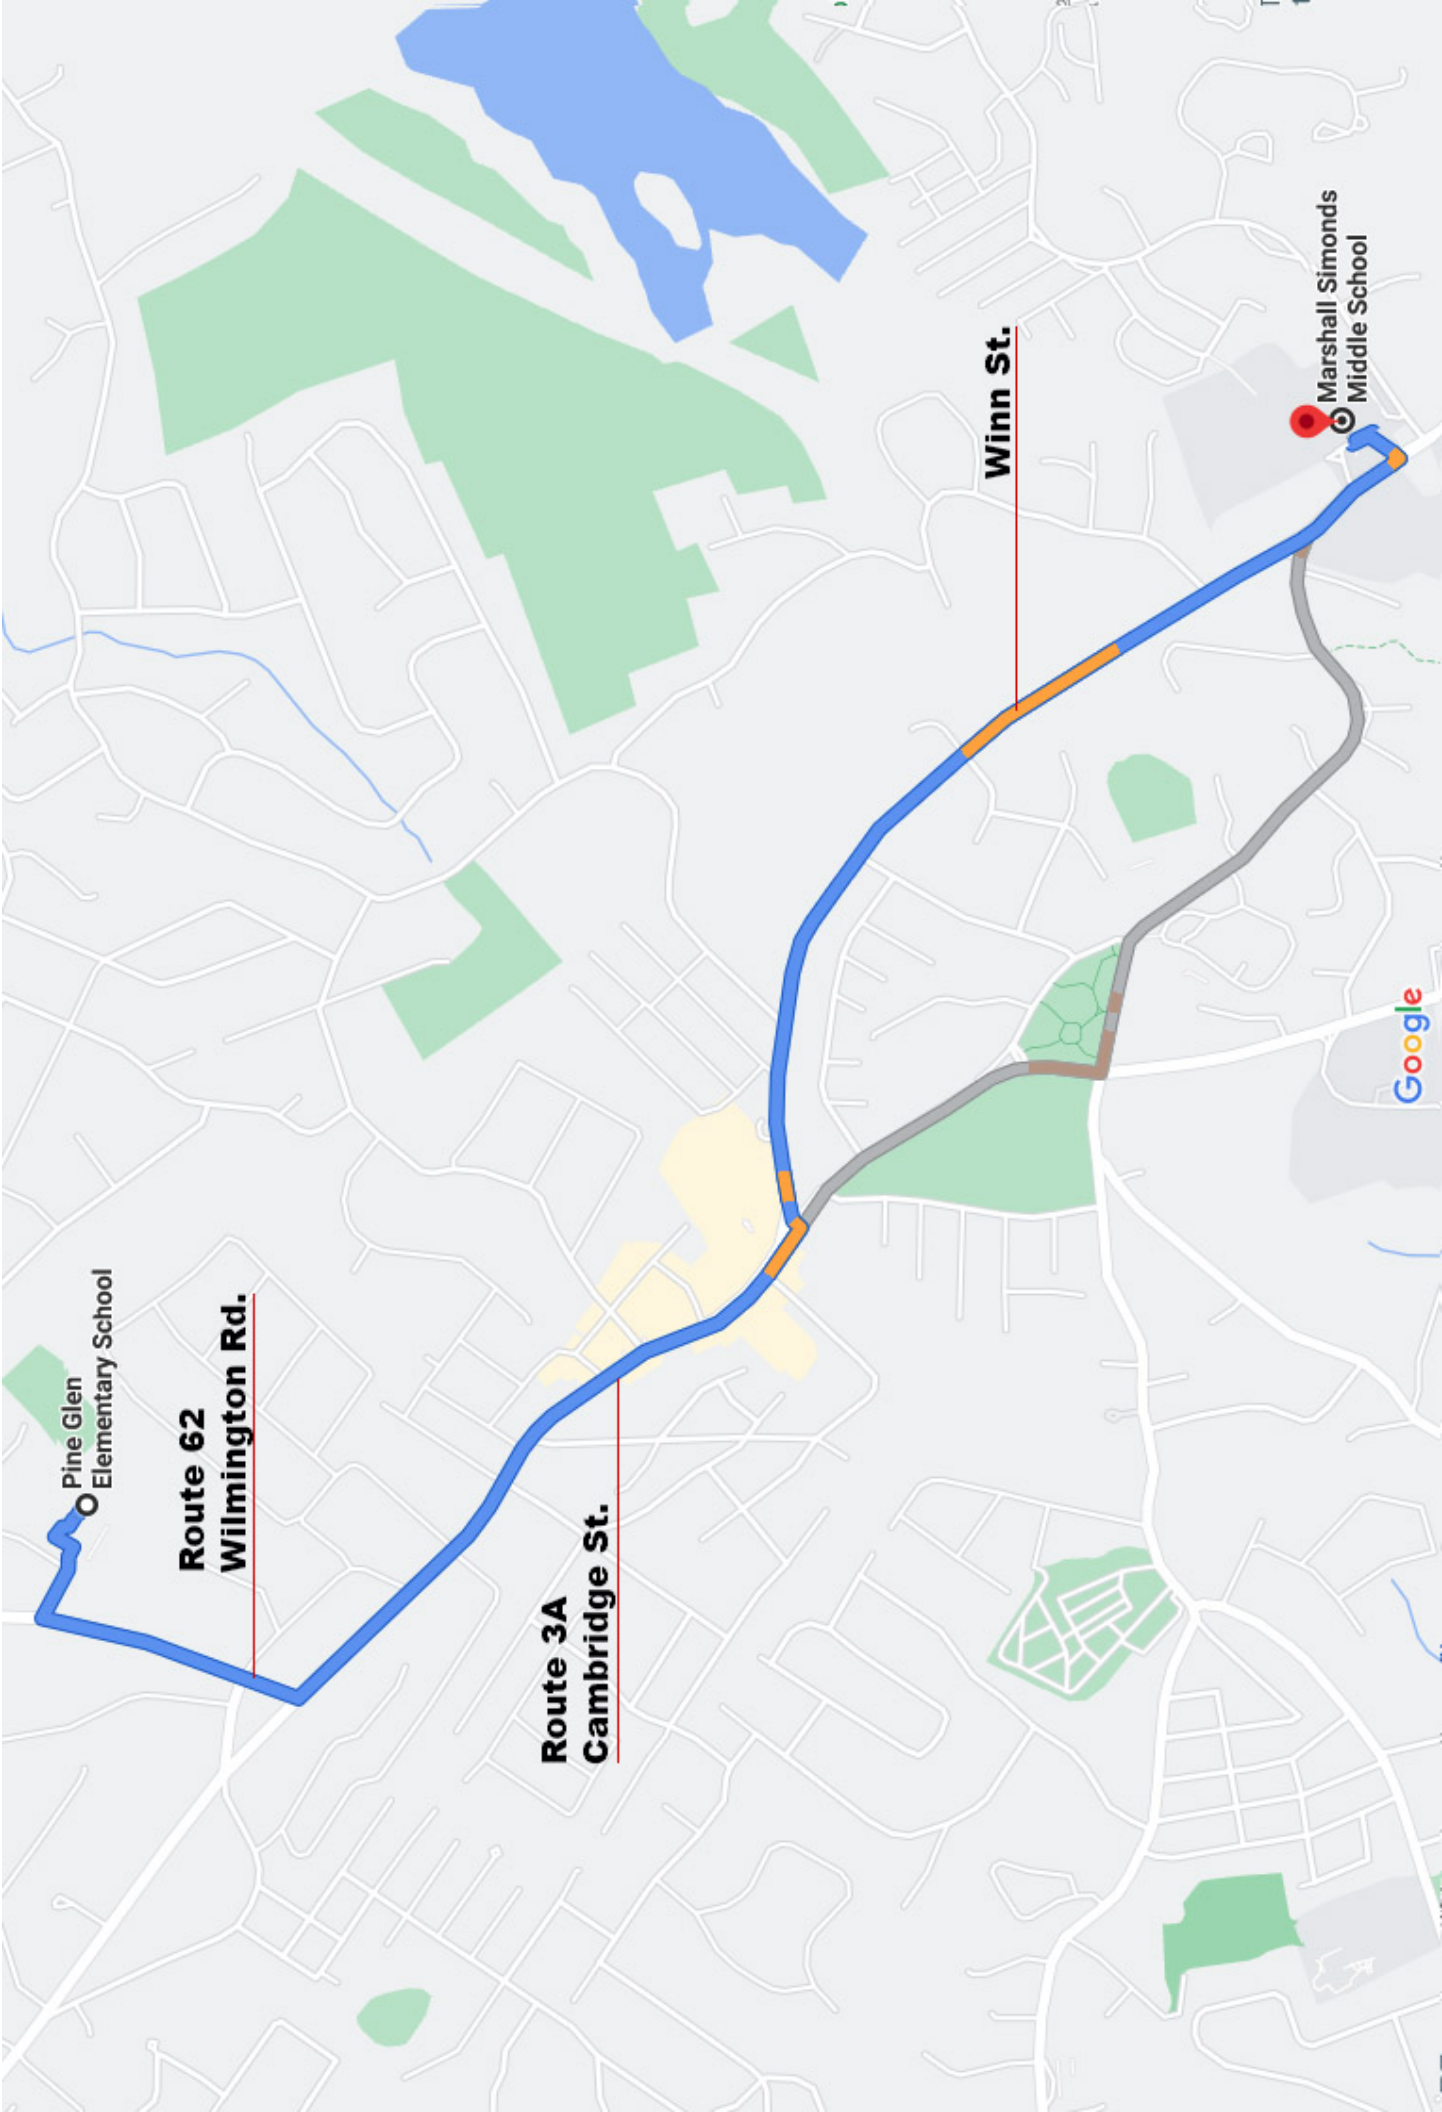 Pine Glen
Elementary School
Route 62
Wilmington Rd.
Route 3A
Cambridge St.
Winn St.
Marshall Simonds
Middle School
Google